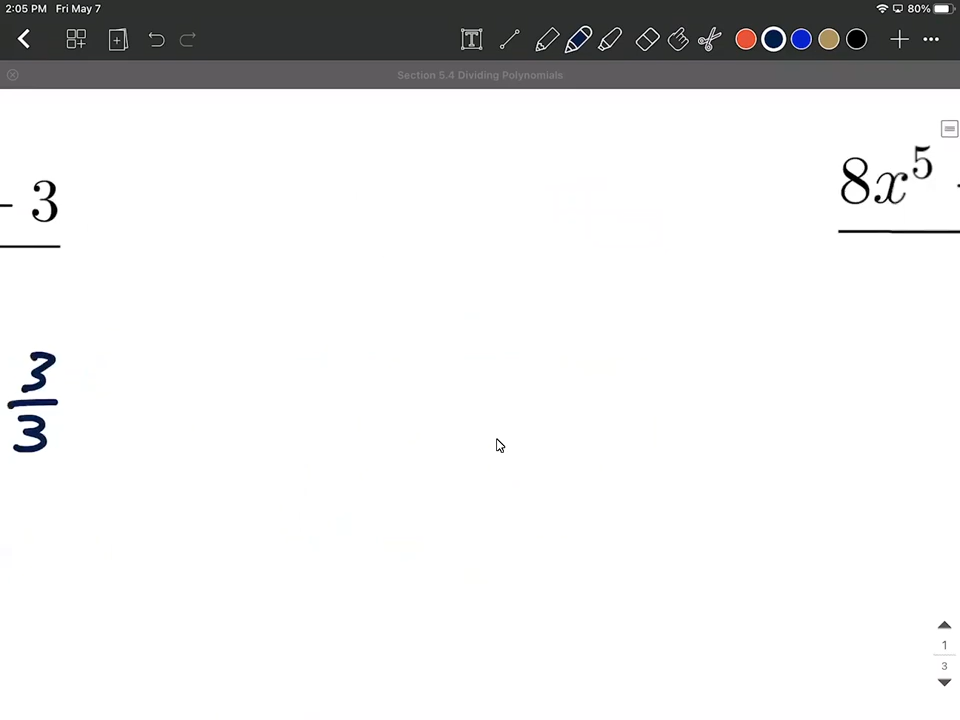 2:05 PM Fri May 7 80%
T
Section 5.4 Dividing Polynomials
- 3
8x^5 -
3
3
1
3